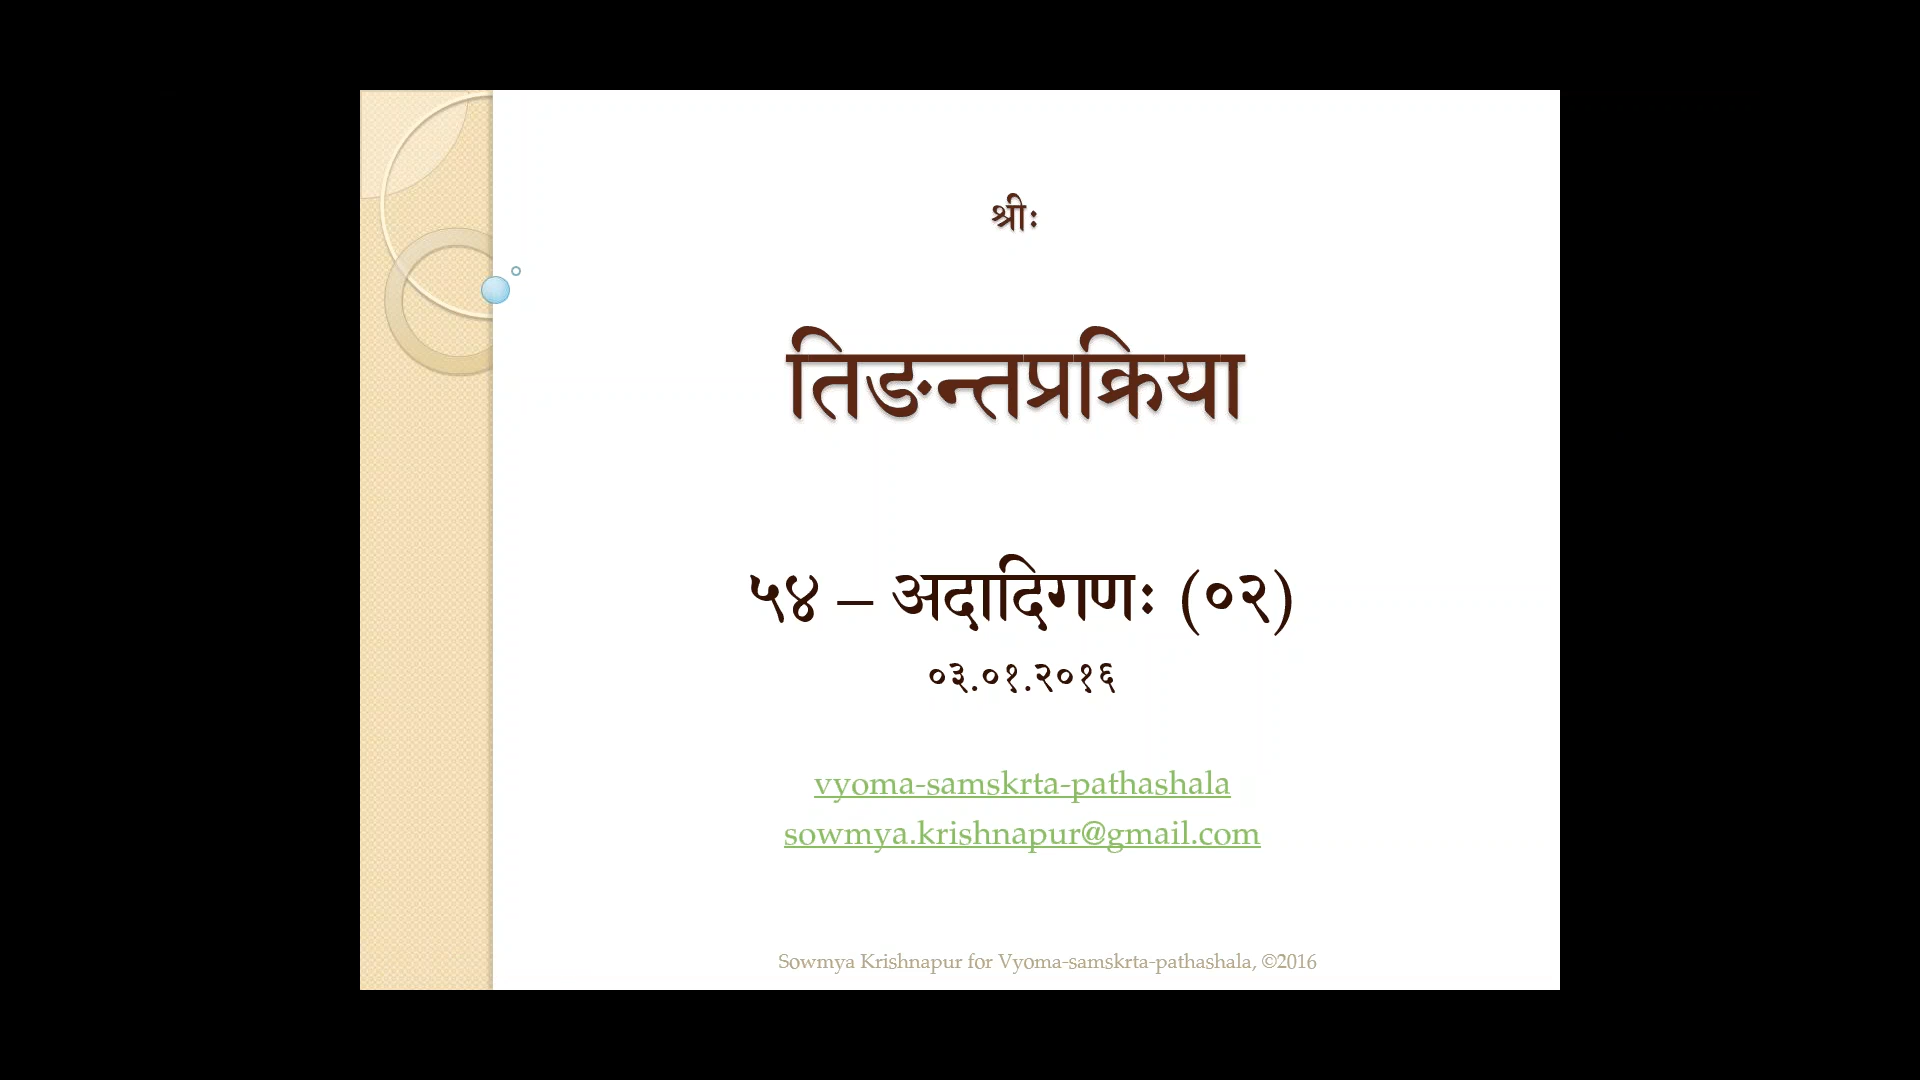 श्रीः
तिङन्तप्रक्रिया
५४ – अदादिगणः (०२)
०३.०१.२०१६
vyoma-samskrta-pathashala
sowmya.krishnapur@gmail.com
Sowmya Krishnapur for Vyoma-samskrta-pathashala, ©2016